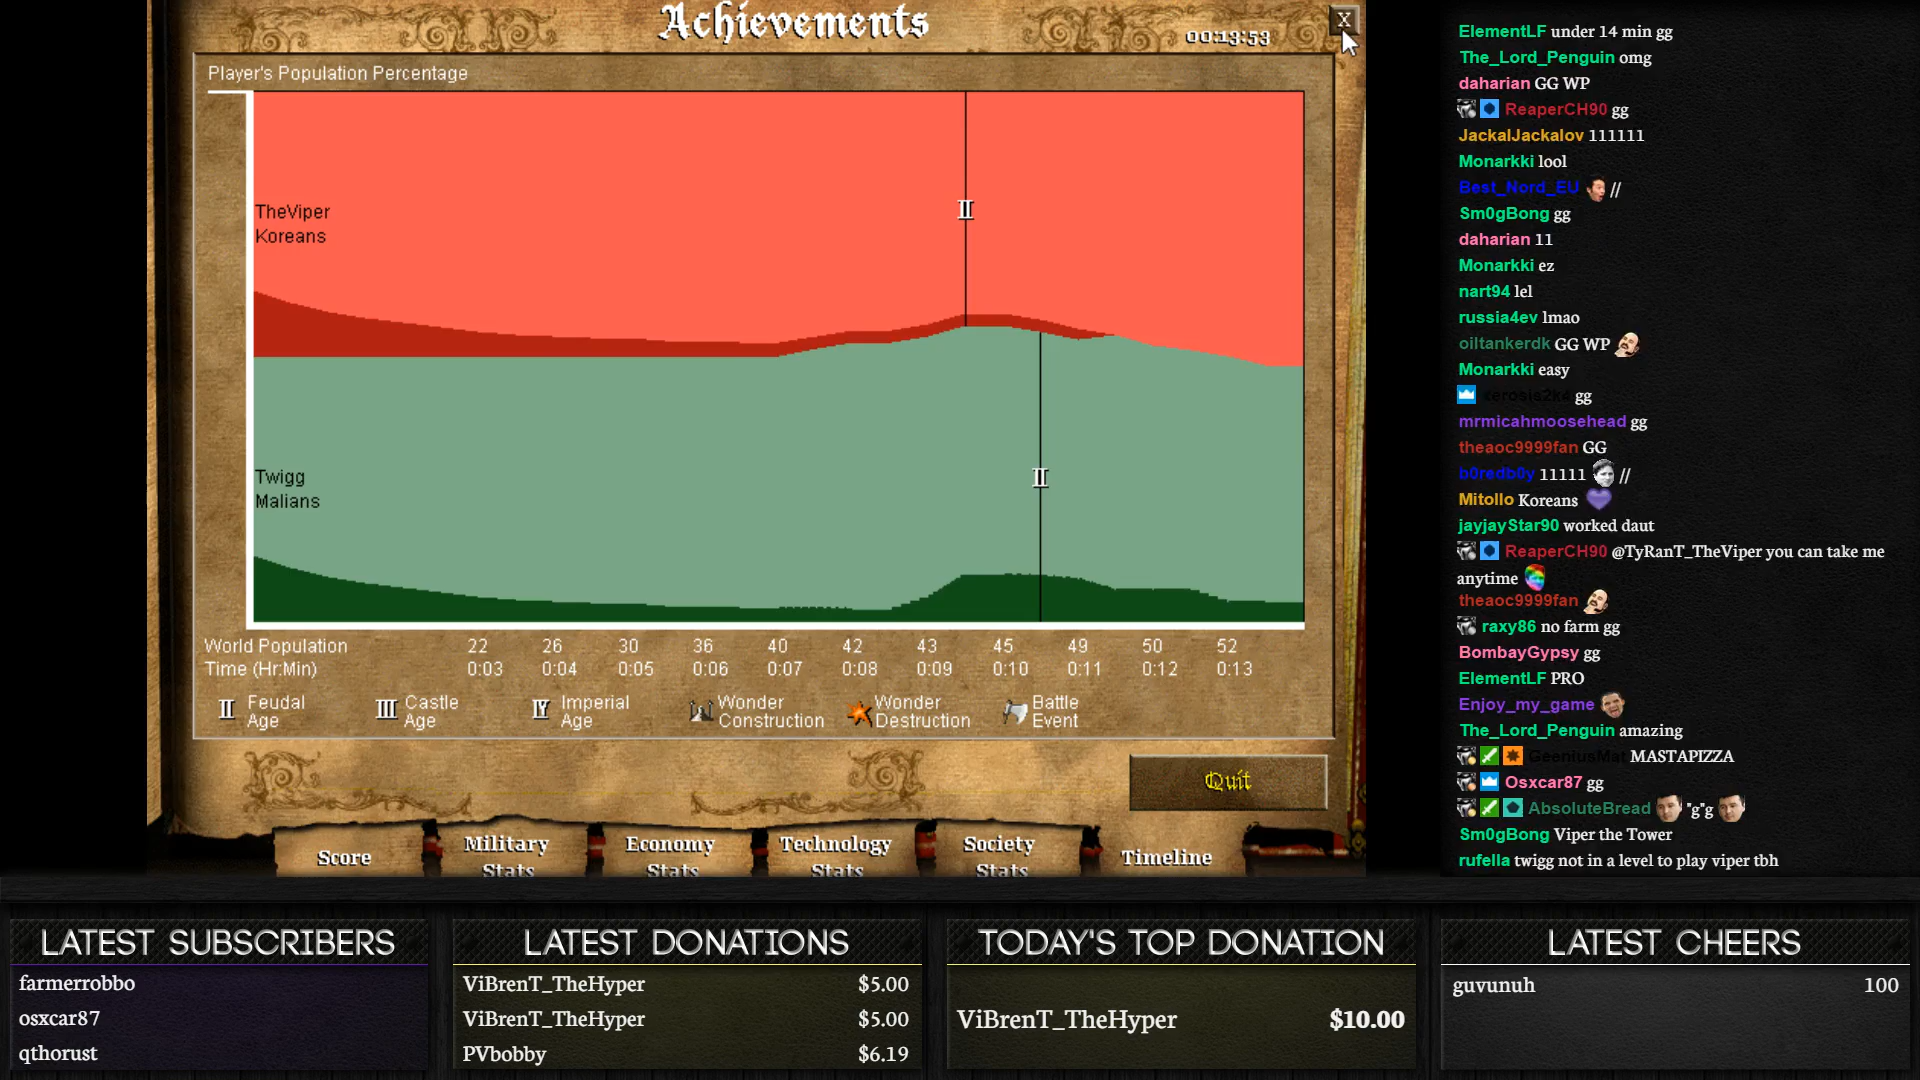 Achievements
00:13:53
X
Player's Population Percentage
TheViper
Koreans
II
Twigg
Malians
II
World Population 22 26 30 36 40 42 43 45 49 50 52
Time (Hr:Min) 0:03 0:04 0:05 0:06 0:07 0:08 0:09 0:10 0:11 0:12 0:13
II Feudal Age
III Castle Age
IV Imperial Age
Wonder Construction
Wonder Destruction
Battle Event
Quit
Score
Military Stats
Economy Stats
Technology Stats
Society Stats
Timeline
ElementLF under 14 min gg
The_Lord_Penguin omg
daharian GG WP
ReaperCH90 gg
JackalJackalov 111111
Monarkki lool
Best_Nord_EU //
Sm0gBong gg
daharian 11
Monarkki ez
nart94 lel
russia4ev lmao
oiltankerdk GG WP
Monarkki easy
gg
mrmicahmoosehead gg
theaoc9999fan GG
b0redb0y 11111 //
Mitollo Koreans
jayjayStar90 worked daut
ReaperCH90 @TyRanT_TheViper you can take me
anytime
theaoc9999fan
raxy86 no farm gg
BombayGypsy gg
ElementLF PRO
Enjoy_my_game
The_Lord_Penguin amazing
GeeniusMat MASTAPIZZA
Osxcar87 gg
AbsoluteBread "g"g
Sm0gBong Viper the Tower
rufella twigg not in a level to play viper tbh
LATEST SUBSCRIBERS
farmerrobbo
osxcar87
qthorust
LATEST DONATIONS
ViBrenT_TheHyper $5.00
ViBrenT_TheHyper $5.00
PVbobby $6.19
TODAY'S TOP DONATION
ViBrenT_TheHyper $10.00
LATEST CHEERS
guvunuh 100